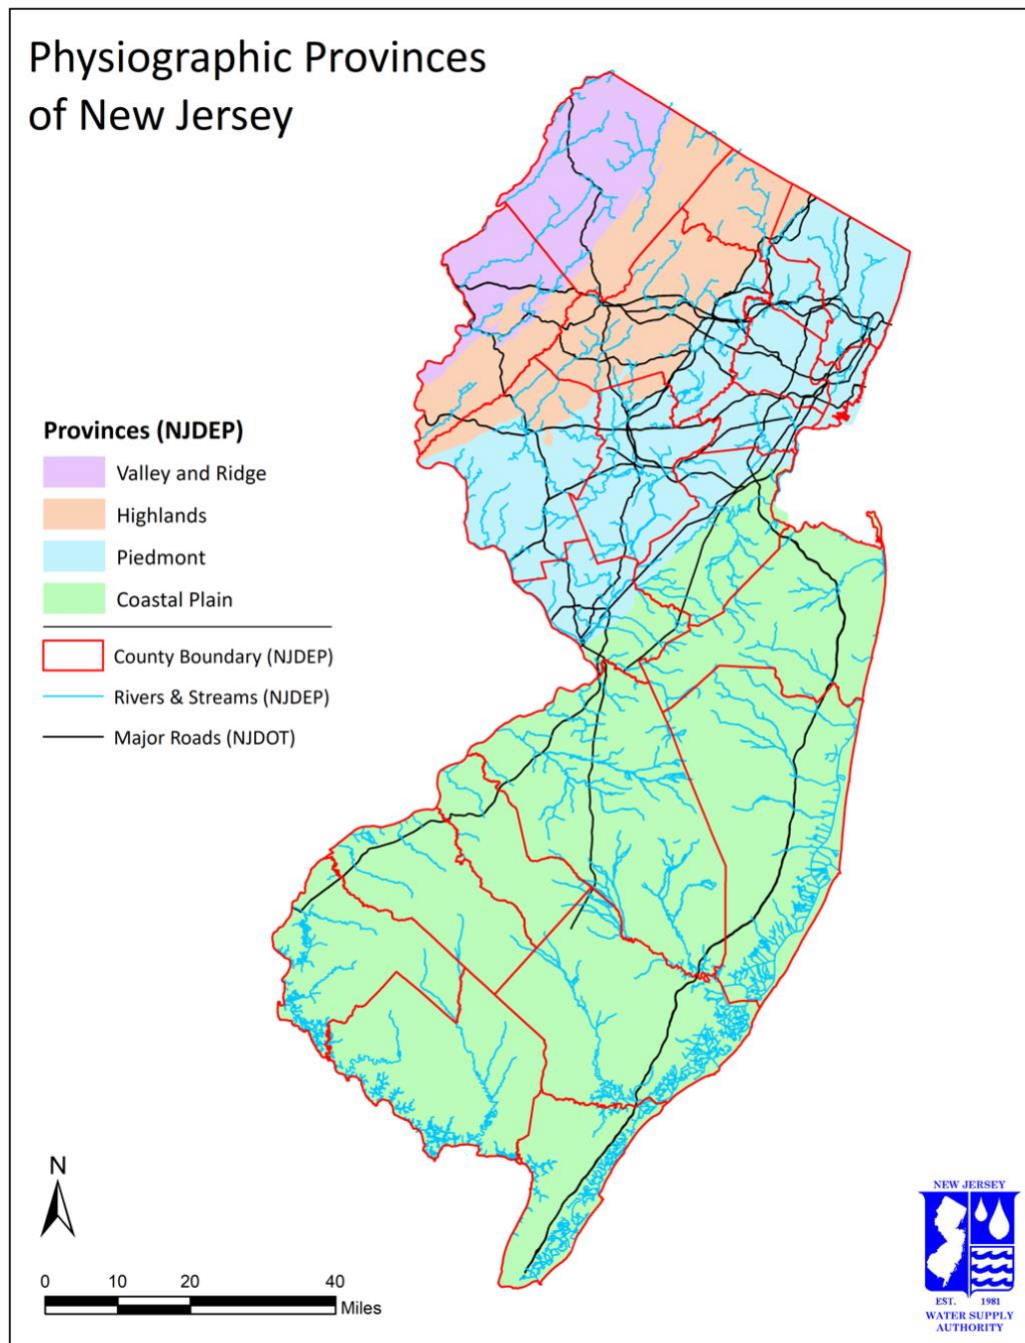 Physiographic Provinces
of New Jersey
Provinces (NJDEP)
Valley and Ridge
Highlands
Piedmont
Coastal Plain
County Boundary (NJDEP)
Rivers & Streams (NJDEP)
Major Roads (NJDOT)
N
0 10 20 40
Miles
NEW JERSEY
EST. 1981
WATER SUPPLY
AUTHORITY